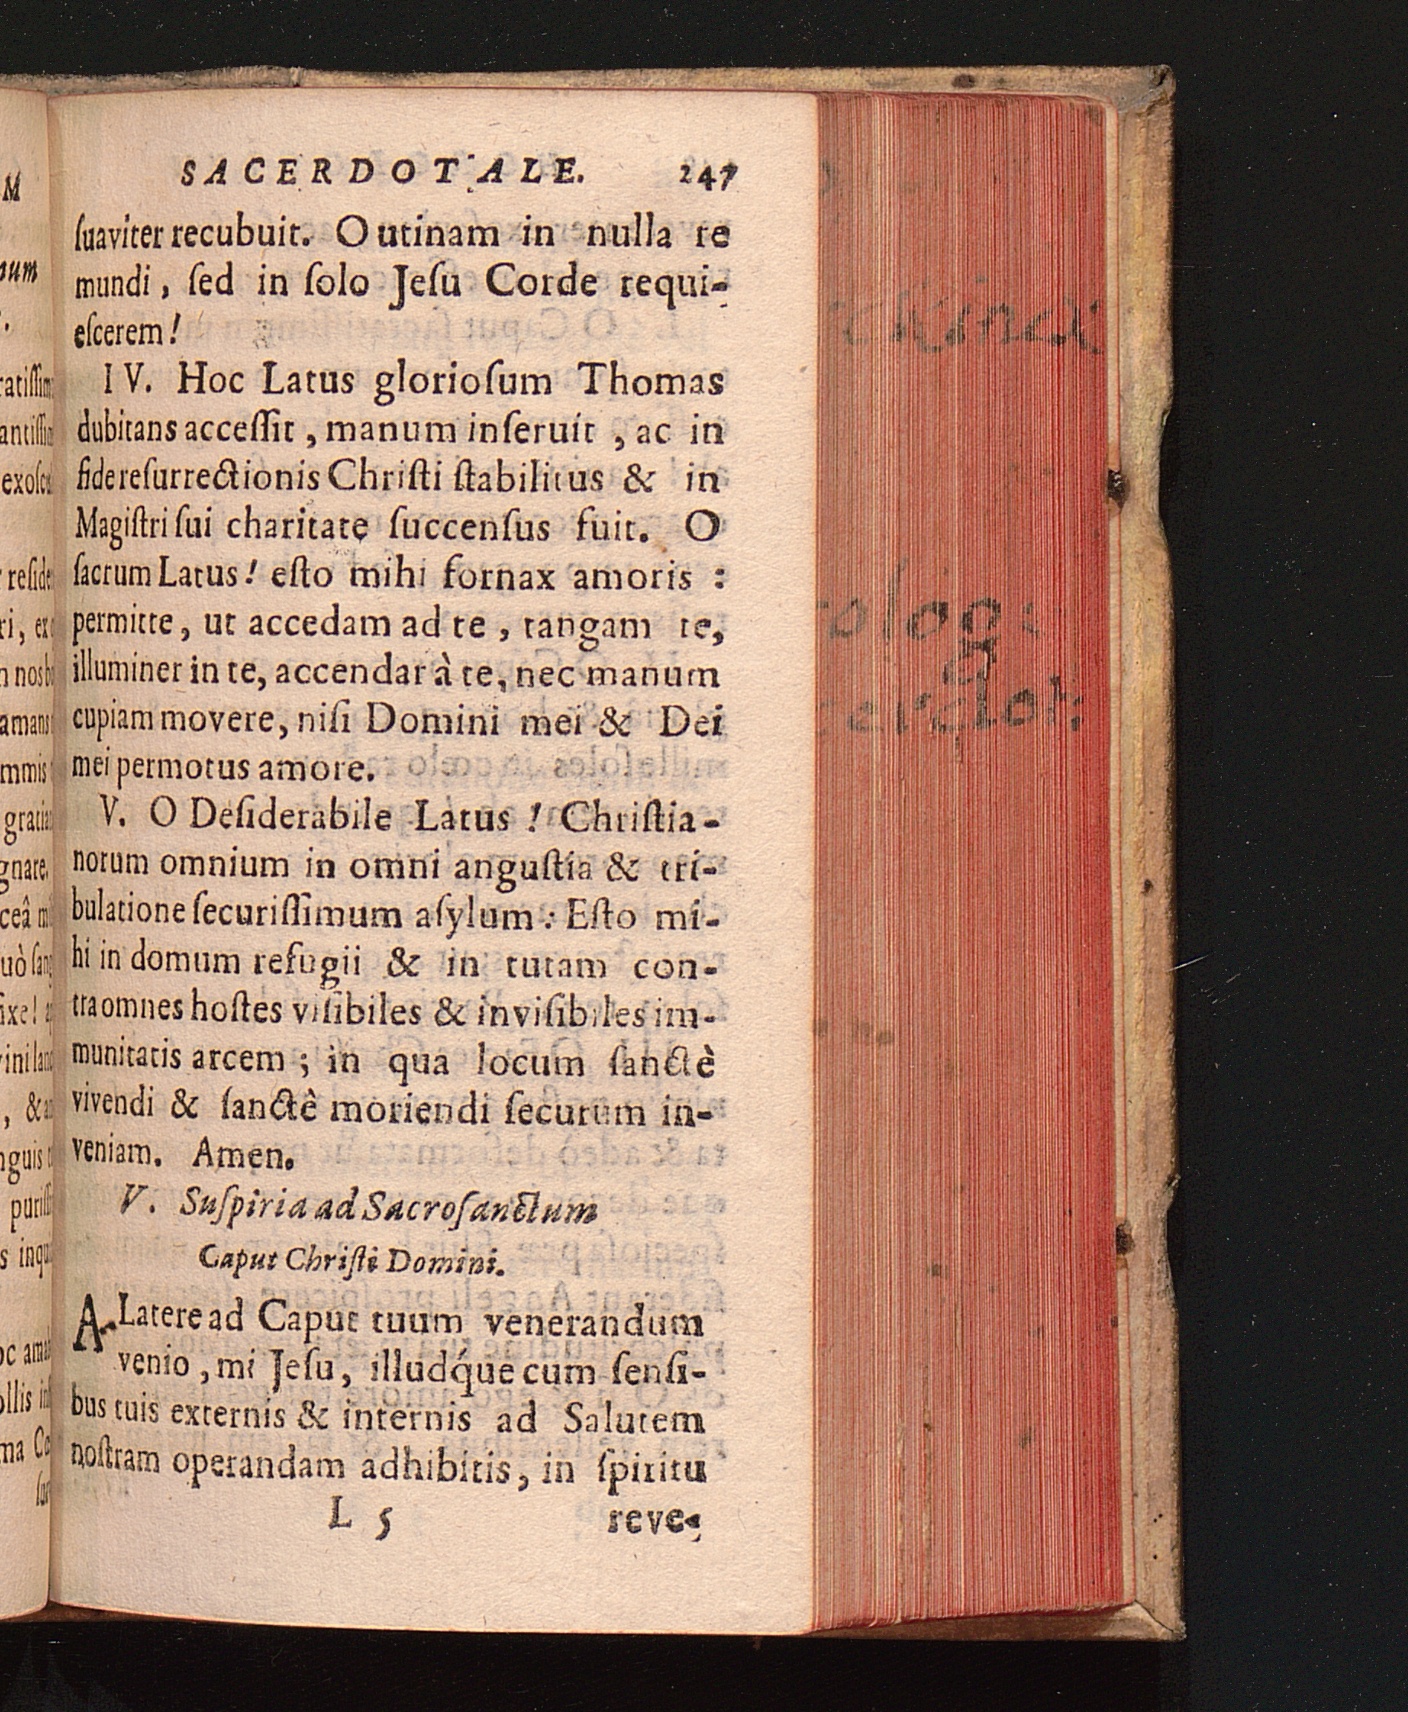 SACERDOTALE. 247
ſuaviter recubuit. O utinam in nulla re
mundi, ſed in ſolo Jeſu Corde requi-
eſcerem!
IV. Hoc Latus glorioſum Thomas
dubitans acceſſit, manum inſeruit, ac in
fide reſurrectionis Chriſti ſtabilitus & in
Magiſtri ſui charitate ſuccenſus fuit. O
ſacrum Latus! eſto mihi fornax amoris:
permitte, ut accedam ad te, tangam te,
illuminer in te, accendar à te, nec manum
cupiam movere, niſi Domini mei & Dei
mei permotus amore.
V. O Deſiderabile Latus! Chriſtia-
norum omnium in omni anguſtia & tri-
bulatione ſecuriſſimum aſylum: Eſto mi-
hi in domum refugii & in tutam con-
tra omnes hoſtes viſibiles & inviſibiles im-
munitatis arcem; in qua locum ſanctè
vivendi & ſanctè moriendi ſecurum in-
veniam. Amen.
V. Suſpiria ad Sacroſanctum
Caput Chriſti Domini.
A Latere ad Caput tuum venerandum
venio, mi Jeſu, illudq́ue cum ſenſi-
bus tuis externis & internis ad Salutem
noſtram operandam adhibitis, in ſpiritu
L 5 reve-